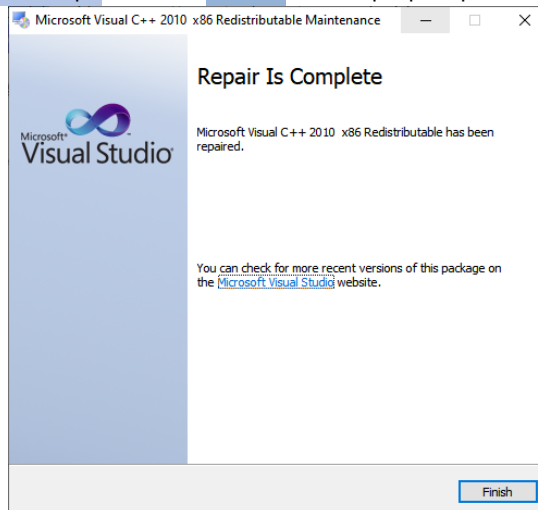 Microsoft Visual C++ 2010 x86 Redistributable Maintenance
Repair Is Complete
Microsoft Visual C++ 2010 x86 Redistributable has been
repaired.
Microsoft®
Visual Studio®
You can check for more recent versions of this package on
the Microsoft Visual Studio website.
Finish